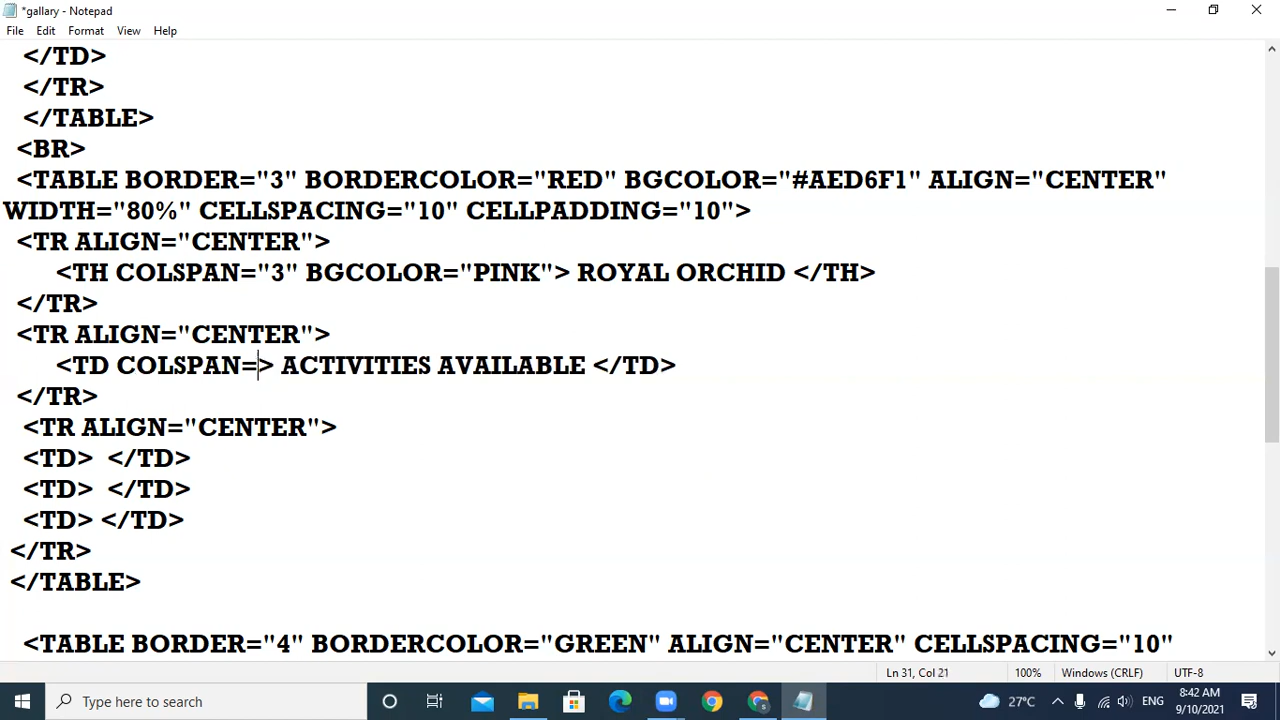 *gallary - Notepad
File Edit Format View Help
</TD>
</TR>
</TABLE>
<BR>
<TABLE BORDER="3" BORDERCOLOR="RED" BGCOLOR="#AED6F1" ALIGN="CENTER"
WIDTH="80%" CELLSPACING="10" CELLPADDING="10">
<TR ALIGN="CENTER">
<TH COLSPAN="3" BGCOLOR="PINK"> ROYAL ORCHID </TH>
</TR>
<TR ALIGN="CENTER">
<TD COLSPAN=> ACTIVITIES AVAILABLE </TD>
</TR>
<TR ALIGN="CENTER">
<TD> </TD>
<TD> </TD>
<TD> </TD>
</TR>
</TABLE>
<TABLE BORDER="4" BORDERCOLOR="GREEN" ALIGN="CENTER" CELLSPACING="10"
Ln 31, Col 21 100% Windows (CRLF) UTF-8
Type here to search 27°C ENG 8:42 AM
9/10/2021